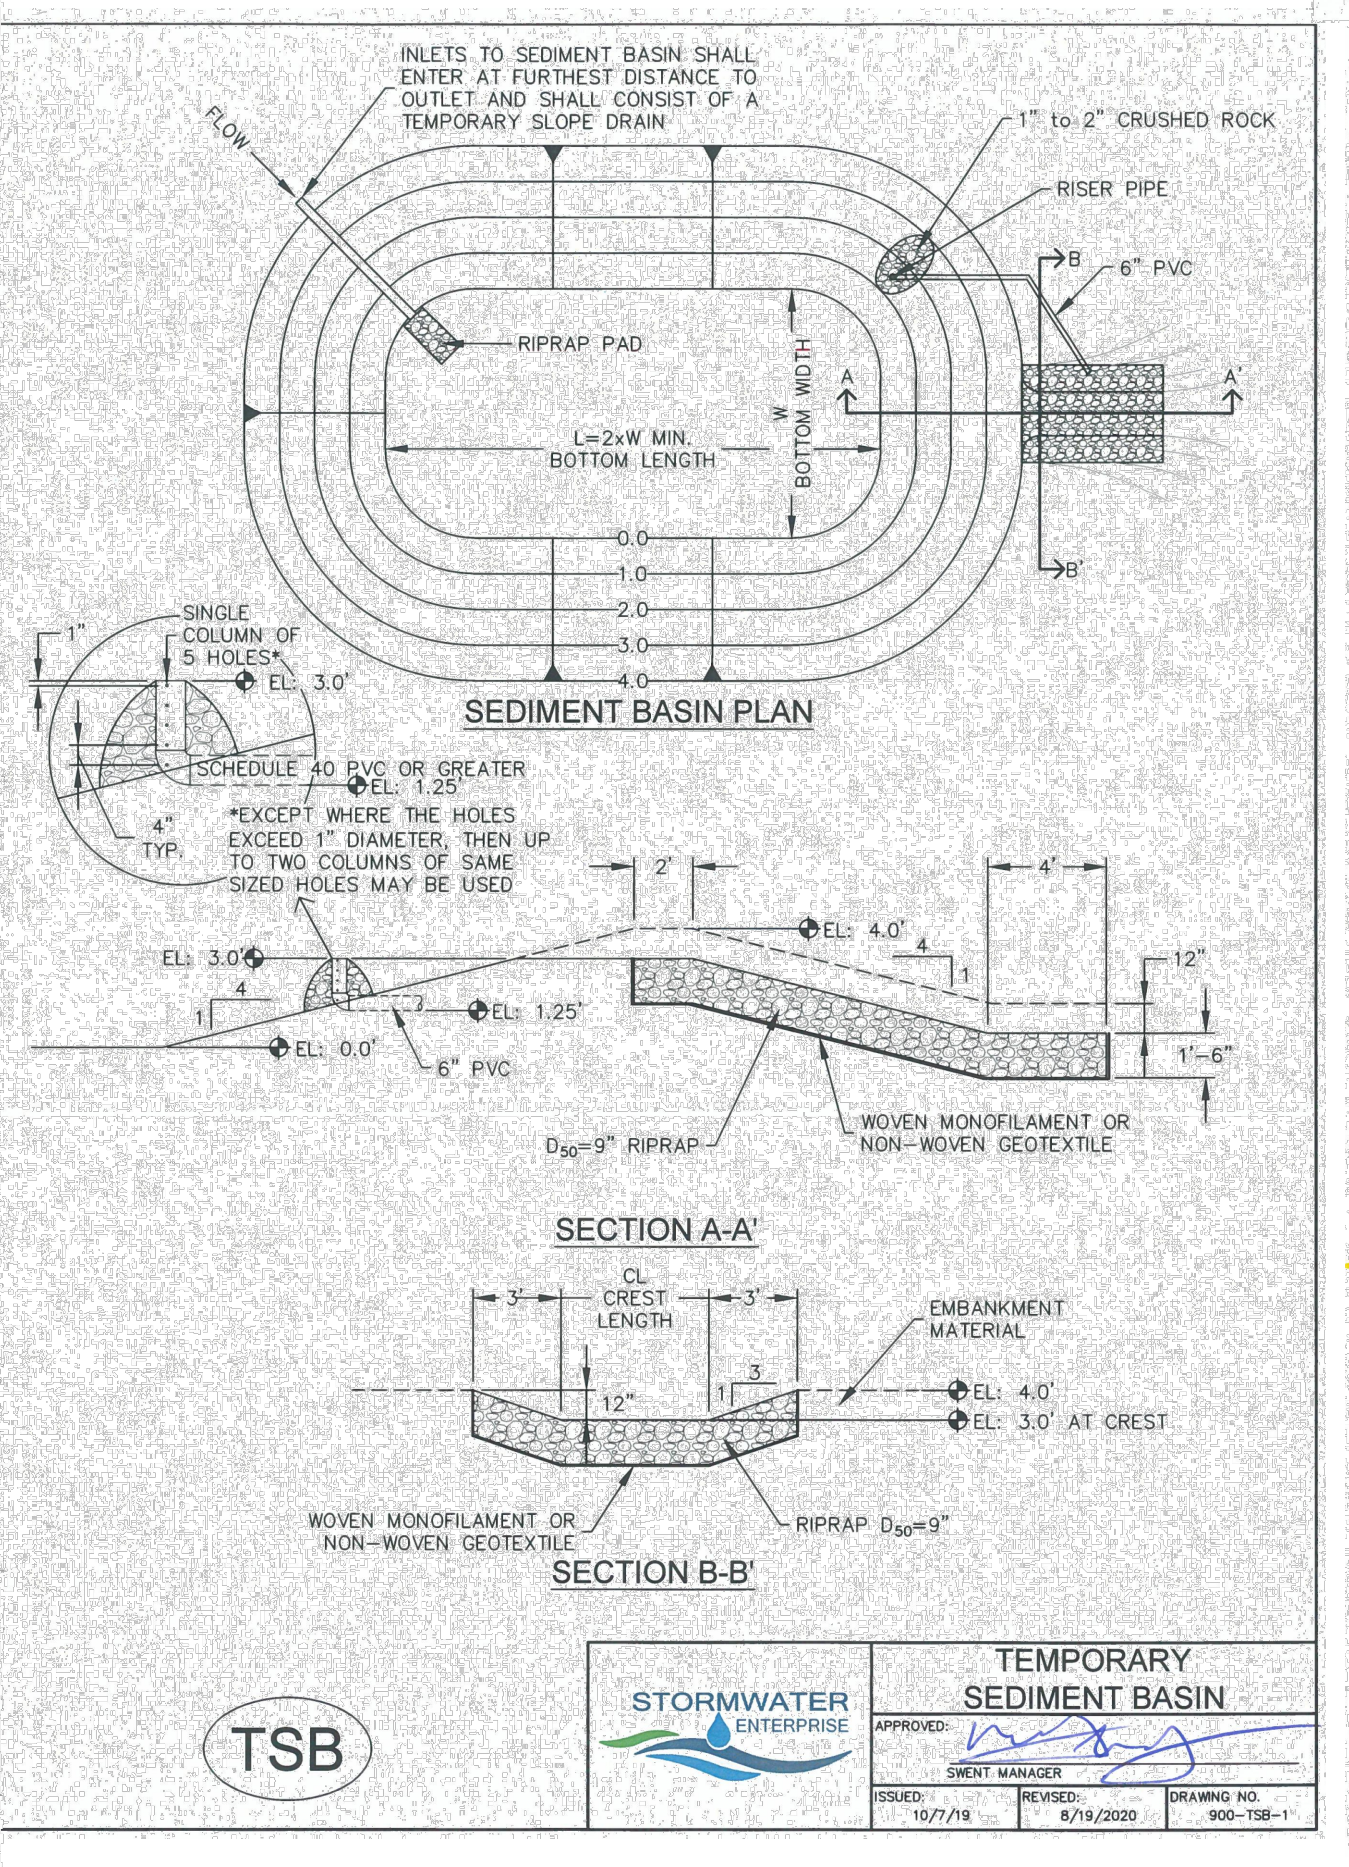 INLETS TO SEDIMENT BASIN SHALL
ENTER AT FURTHEST DISTANCE TO
OUTLET AND SHALL CONSIST OF A
TEMPORARY SLOPE DRAIN
FLOW
1" to 2" CRUSHED ROCK
RISER PIPE
B
6" PVC
RIPRAP PAD
W
BOTTOM WIDTH
A
A'
L=2xW MIN.
BOTTOM LENGTH
0.0
1.0
B'
2.0
3.0
4.0
SEDIMENT BASIN PLAN
1"
SINGLE
COLUMN OF
5 HOLES*
EL: 3.0'
SCHEDULE 40 PVC OR GREATER
EL: 1.25'
4"
TYP.
*EXCEPT WHERE THE HOLES
EXCEED 1" DIAMETER, THEN UP
TO TWO COLUMNS OF SAME
SIZED HOLES MAY BE USED
2'
4'
EL: 4.0'
EL: 3.0'
4
1
12"
4
1
EL: 1.25'
EL: 0.0'
6" PVC
1'-6"
D50=9" RIPRAP
WOVEN MONOFILAMENT OR
NON-WOVEN GEOTEXTILE
SECTION A-A'
CL
3'
CREST
3'
LENGTH
EMBANKMENT
MATERIAL
3
1
12"
EL: 4.0'
EL: 3.0' AT CREST
WOVEN MONOFILAMENT OR
NON-WOVEN GEOTEXTILE
RIPRAP D50=9"
SECTION B-B'
TSB
STORMWATER
ENTERPRISE
TEMPORARY
SEDIMENT BASIN
APPROVED:
SWENT MANAGER
ISSUED:
10/7/19
REVISED:
8/19/2020
DRAWING NO.
900-TSB-1